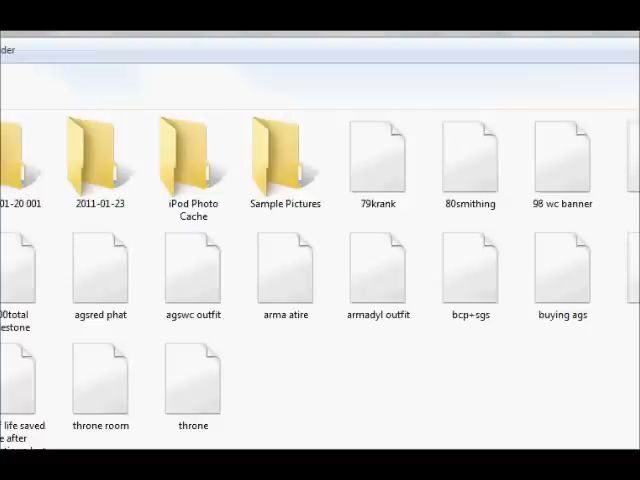 der
01-20 001
2011-01-23
iPod Photo
Cache
Sample Pictures
79krank
80smithing
98 wc banner
00total
estone
agsred phat
agswc outfit
arma atire
armadyl outfit
bcp+sgs
buying ags
f life saved
e after
throne room
throne